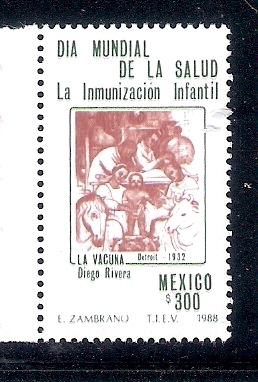 DIA MUNDIAL
DE LA SALUD
La Inmunización Infantil
LA VACUNA Detroit - 1932
Diego Rivera
MEXICO
$300
E. ZAMBRANO T.I.E.V. 1988